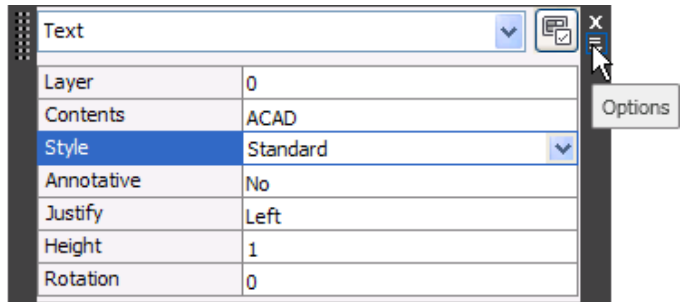 Text
x
Layer 0
Options
Contents ACAD
Style Standard
Annotative No
Justify Left
Height 1
Rotation 0